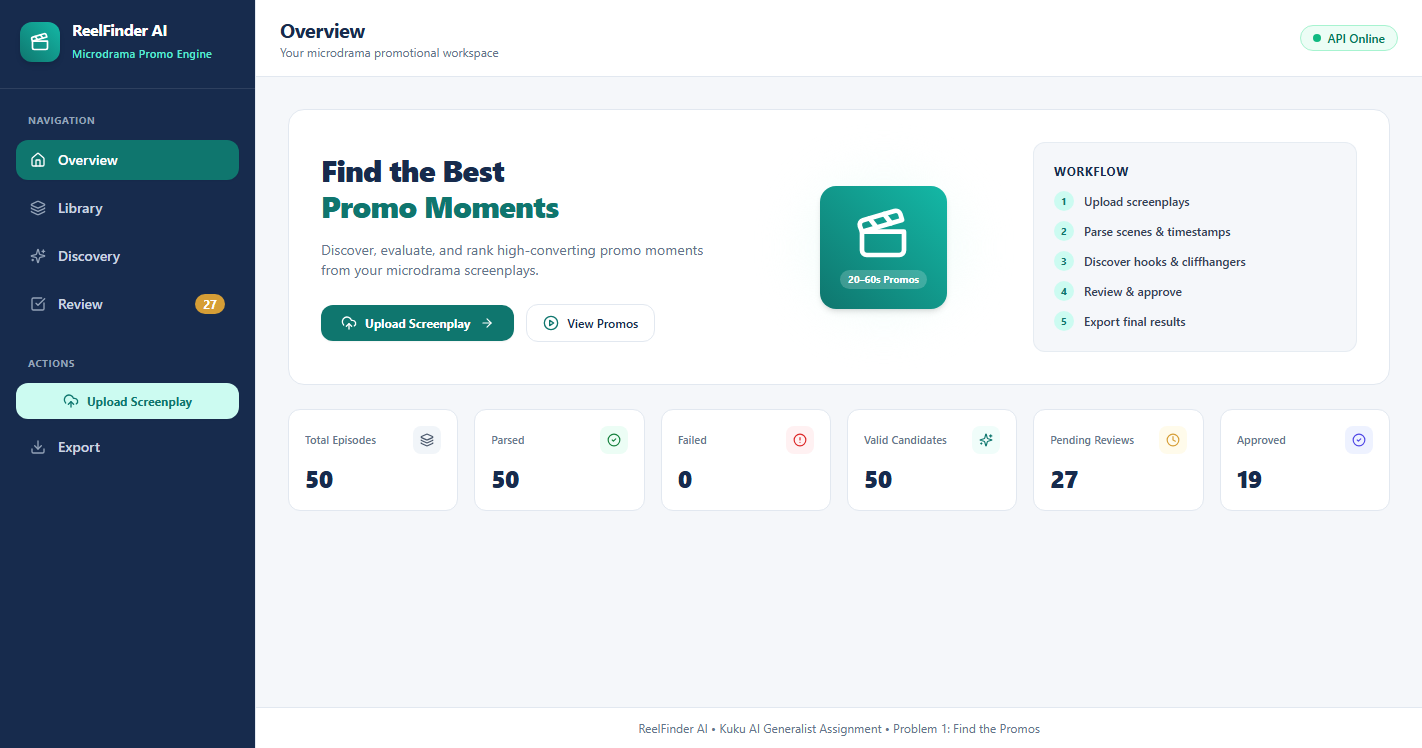 ReelFinder AI
Microdrama Promo Engine
NAVIGATION
Overview
Library
Discovery
Review 27
ACTIONS
Upload Screenplay
Export
Overview
Your microdrama promotional workspace
API Online
Find the Best
Promo Moments
Discover, evaluate, and rank high-converting promo moments
from your microdrama screenplays.
Upload Screenplay
View Promos
20–60s Promos
WORKFLOW
1 Upload screenplays
2 Parse scenes & timestamps
3 Discover hooks & cliffhangers
4 Review & approve
5 Export final results
Total Episodes
50
Parsed
50
Failed
0
Valid Candidates
50
Pending Reviews
27
Approved
19
ReelFinder AI • Kuku AI Generalist Assignment • Problem 1: Find the Promos